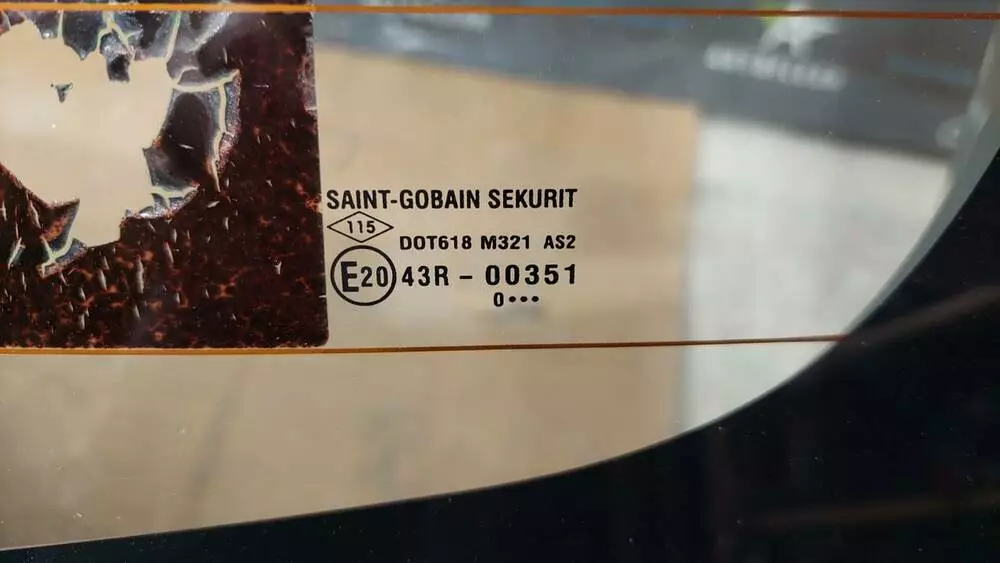 SAINT-GOBAIN SEKURIT
115
DOT618 M321 AS2
E20 43R - 00351
0•••